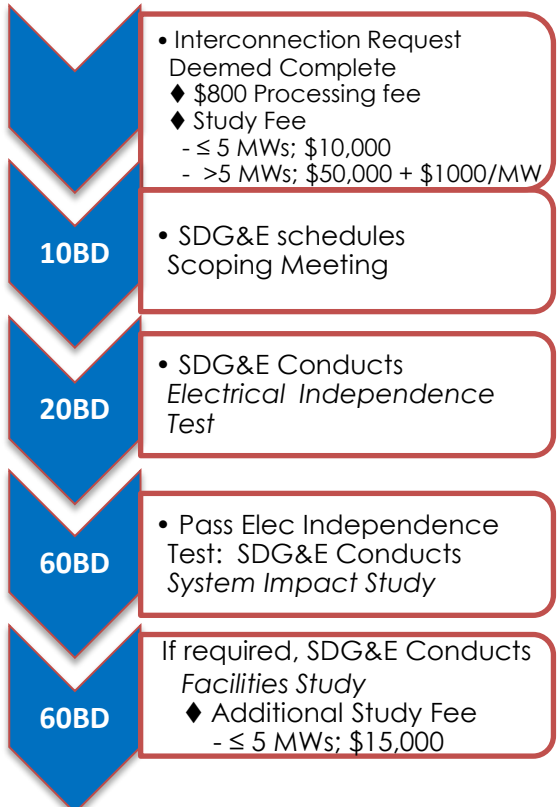 • Interconnection Request
Deemed Complete
♦ $800 Processing fee
♦ Study Fee
- ≤ 5 MWs; $10,000
- >5 MWs; $50,000 + $1000/MW
10BD
• SDG&E schedules
Scoping Meeting
20BD
• SDG&E Conducts
Electrical Independence
Test
60BD
• Pass Elec Independence
Test: SDG&E Conducts
System Impact Study
60BD
If required, SDG&E Conducts
Facilities Study
♦ Additional Study Fee
- ≤ 5 MWs; $15,000